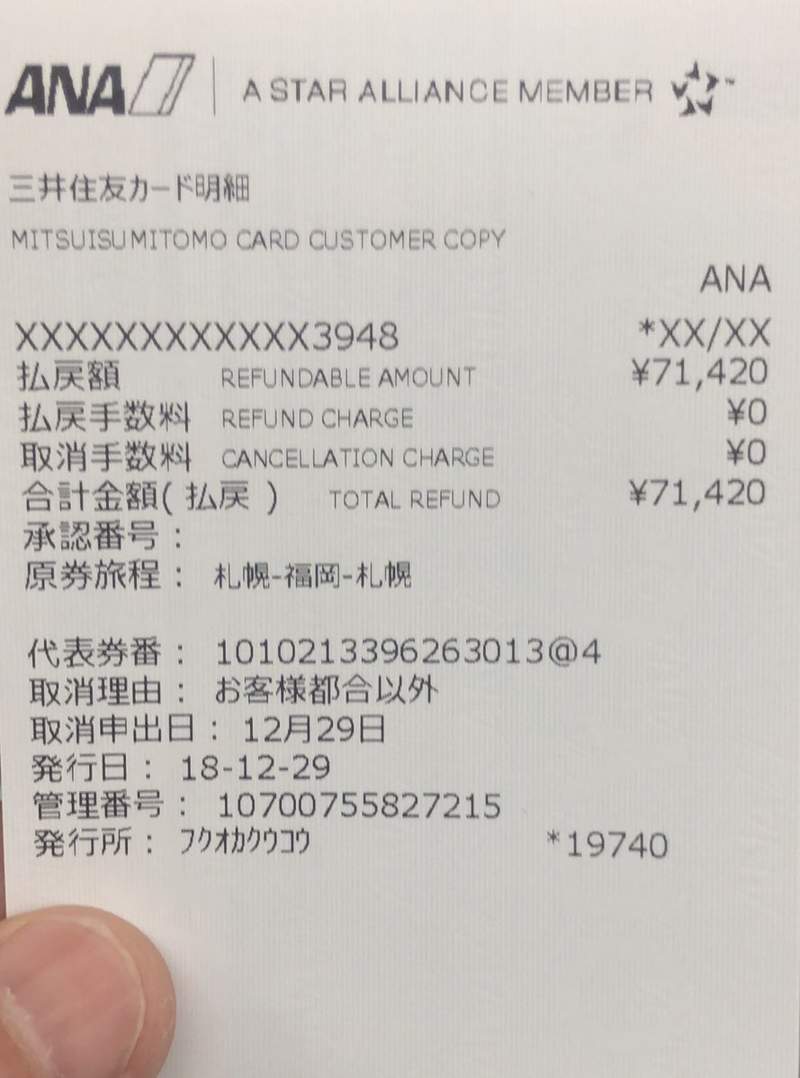 ANA A STAR ALLIANCE MEMBER
三井住友カード明細
MITSUISUMITOMO CARD CUSTOMER COPY
ANA
XXXXXXXXXXXX3948 *XX/XX
払戻額 REFUNDABLE AMOUNT ¥71,420
払戻手数料 REFUND CHARGE ¥0
取消手数料 CANCELLATION CHARGE ¥0
合計金額( 払戻 ) TOTAL REFUND ¥71,420
承認番号：
原券旅程： 札幌-福岡-札幌
代表券番： 1010213396263013@4
取消理由： お客様都合以外
取消申出日： 12月29日
発行日： 18-12-29
管理番号： 10700755827215
発行所： ﾌｸｵｶｸｳｺｳ *19740